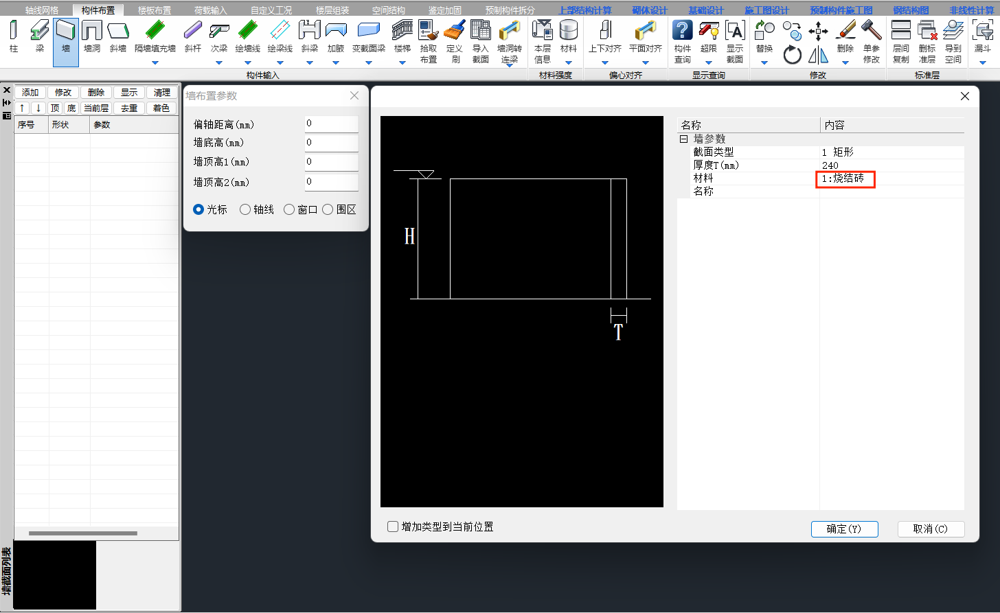 轴线网格 构件布置 楼板布置 荷载输入 自定义工况 楼层组装 空间结构 鉴定加固 预制构件拆分 上部结构计算 砌体设计 基础设计 施工图设计 预制构件施工图 钢结构图 非线性计算
柱 梁 墙 墙洞 斜墙 隔墙填充墙 斜杆 次梁 绘墙线 绘梁线 斜梁 加腋 变截面梁 楼梯 拾取 定义 导入 墙洞转 本层 材料 上下对齐 平面对齐 构件 超限 显示 替换 删除 单参 层间 删标 导到 漏斗
布置 刷 截面 连梁 信息 查询 截面 修改 复制 准层 空间
构件输入 材料强度 偏心对齐 显示查询 修改 标准层
添加 修改 删除 显示 清理
↑ ↓ 顶 底 当前层 去重 着色
序号 形状 参数
墙截面列表
墙布置参数
偏轴距离(mm) 0
墙底高(mm) 0
墙顶高1(mm) 0
墙顶高2(mm) 0
光标 轴线 窗口 围区
H
T
名称 内容
墙参数
截面类型 1 矩形
厚度T(mm) 240
材料 1:烧结砖
名称
增加类型到当前位置
确定(Y) 取消(C)